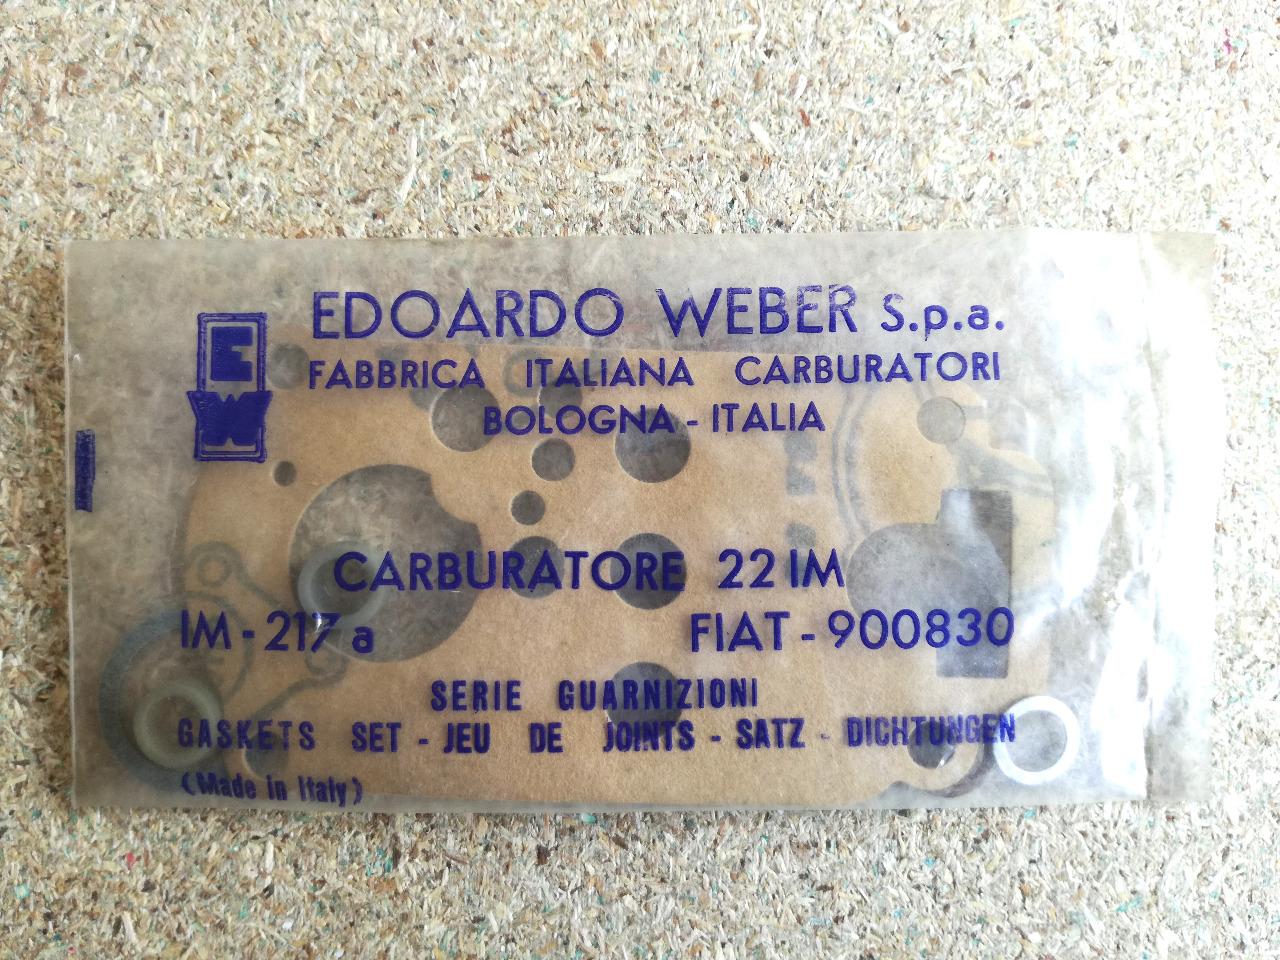 EDOARDO WEBER S.p.a.
FABBRICA ITALIANA CARBURATORI
BOLOGNA - ITALIA
E
W
CARBURATORE 22 IM
IM - 217 a FIAT - 900830
SERIE GUARNIZIONI
GASKETS SET - JEU DE JOINTS - SATZ - DICHTUNGEN
(Made in Italy)